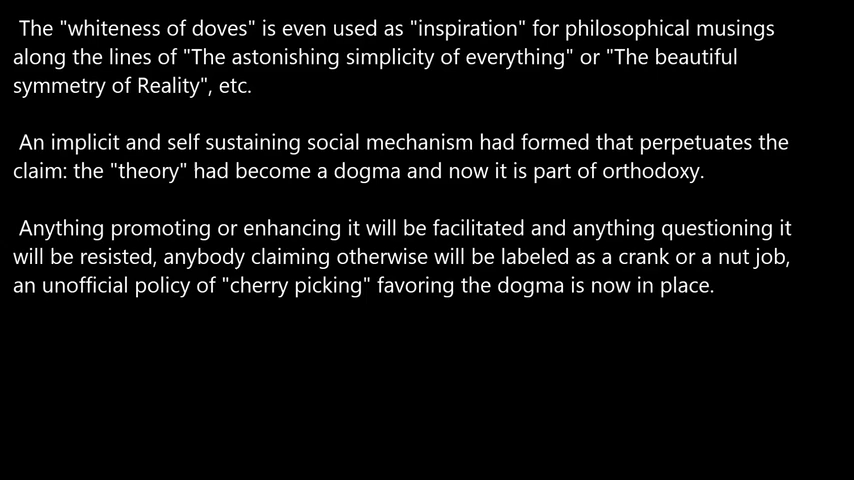 The "whiteness of doves" is even used as "inspiration" for philosophical musings
along the lines of "The astonishing simplicity of everything" or "The beautiful
symmetry of Reality", etc.
An implicit and self sustaining social mechanism had formed that perpetuates the
claim: the "theory" had become a dogma and now it is part of orthodoxy.
Anything promoting or enhancing it will be facilitated and anything questioning it
will be resisted, anybody claiming otherwise will be labeled as a crank or a nut job,
an unofficial policy of "cherry picking" favoring the dogma is now in place.